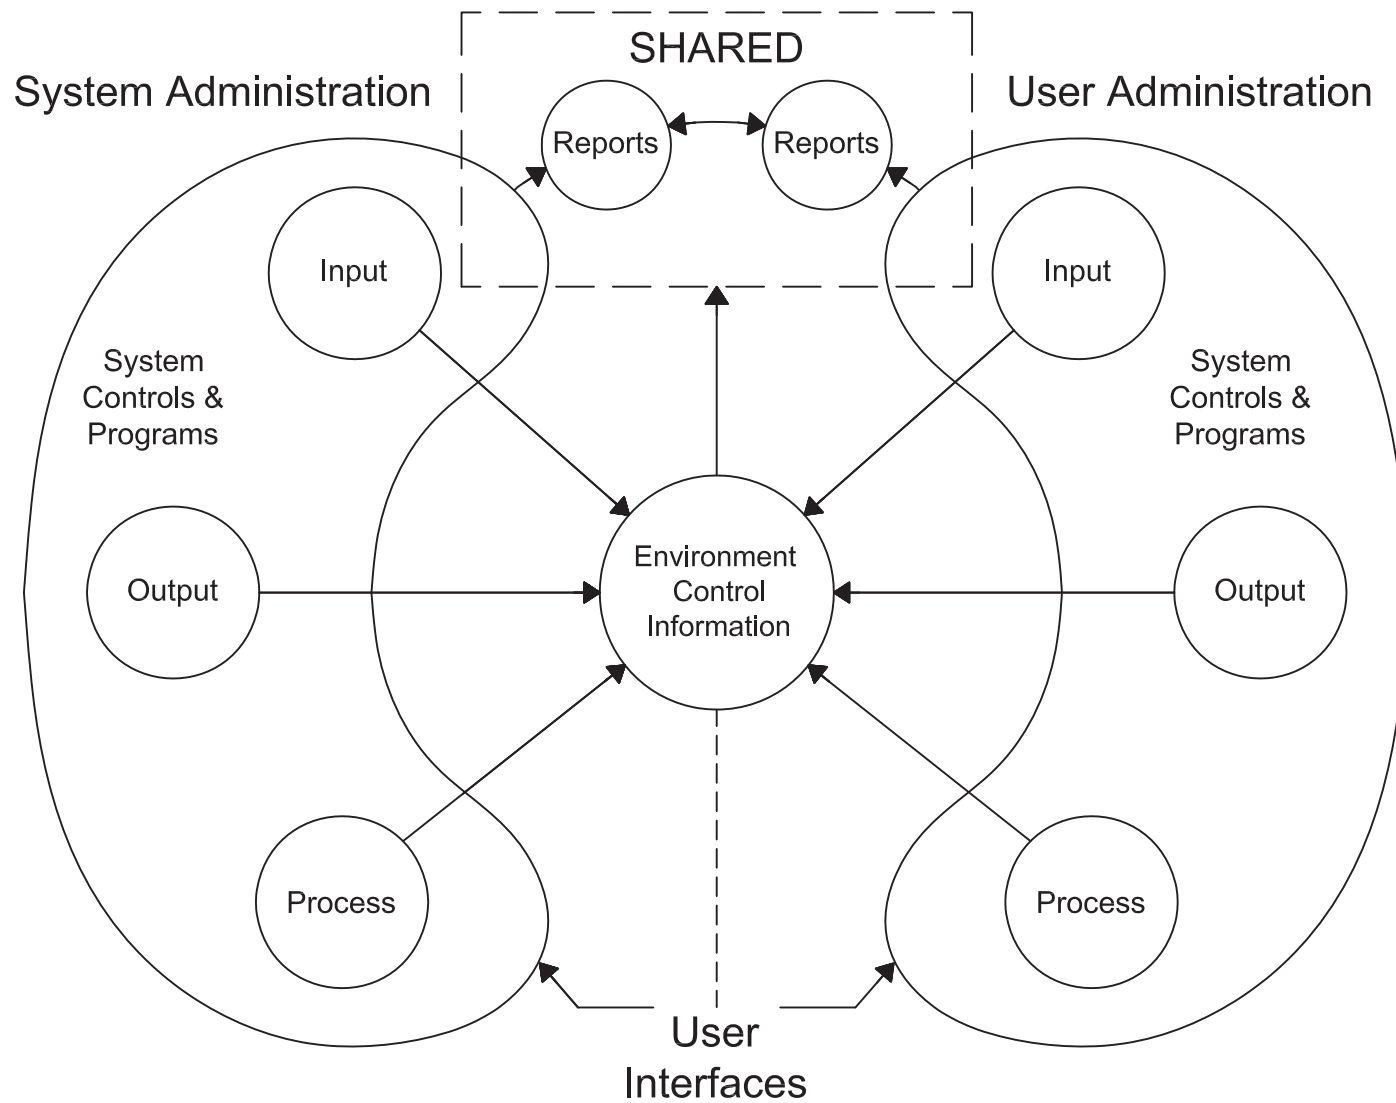 SHARED
System Administration
User Administration
Reports
Reports
Input
Input
System
Controls &
Programs
System
Controls &
Programs
Output
Environment
Control
Information
Output
Process
Process
User
Interfaces